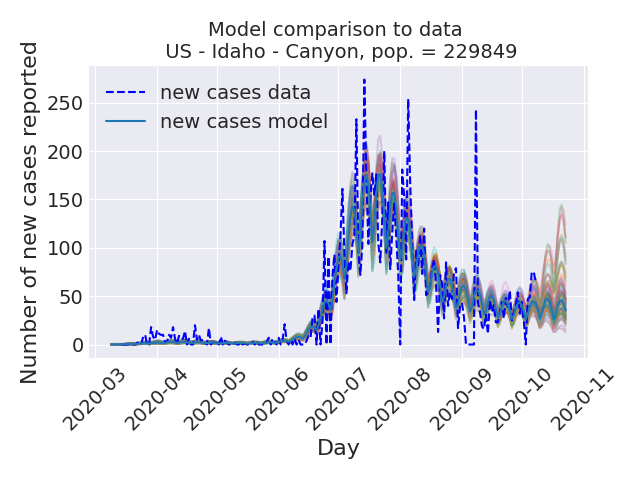 Model comparison to data
US - Idaho - Canyon, pop. = 229849
Number of new cases reported
new cases data
new cases model
250
200
150
100
50
0
2020-03
2020-04
2020-05
2020-06
2020-07
2020-08
2020-09
2020-10
2020-11
Day